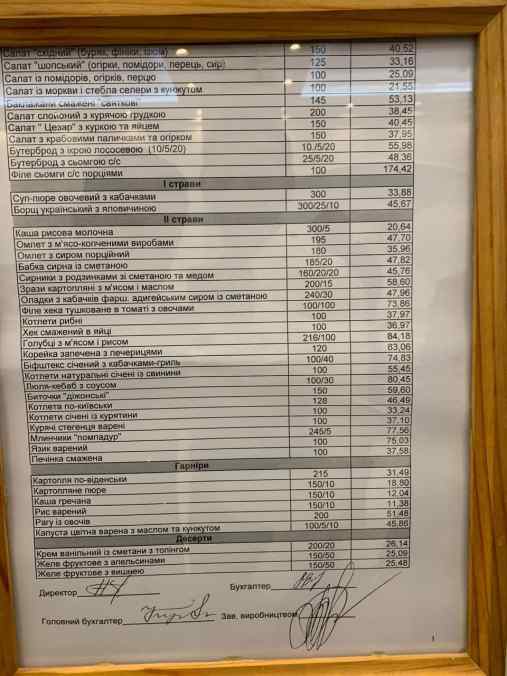 Салат "східний" (буряк, фініки, ізюм) 150 40,52
Салат "шопський" (огірки, помідори, перець, сир) 125 33,16
Салат із помідорів, огірків, перцю 100 25,09
Салат із моркви і стебла селери з кунжутом 100 21,55
Баклажани смажені "святкові" 145 53,13
Салат слоьоний з курячою грудкою 200 38,45
Салат " Цезар" з куркою та яйцем 150 40,45
Салат з крабовими паличками та огірком 150 37,95
Бутерброд з ікрою лососевою (10/5/20) 10./5/20 55,98
Бутерброд з сьомгою с/с 25/5/20 48,36
Філе сьомги с/с порціями 100 174,42
І страви
Суп-пюре овочевий з кабачками 300 33,88
Борщ український з яловичиною 300/25/10 45,67
ІІ страви
Каша рисова молочна 300/5 20,64
Омлет з м'ясо-копченими виробами 195 47,70
Омлет з сиром порційний 180 35,96
Бабка сирна із сметаною 185/20 47,82
Сирники з родзинками зі сметаною та медом 160/20/20 45,76
Зрази картопляні з м'ясом і маслом 200/15 58,60
Оладки з кабачків фарш. адигейським сиром із сметаною 240/30 47,96
Філе хека тушковане в томаті з овочами 100/100 73,86
Котлети рибні 100 37,97
Хек смажений в яйці 100 36,97
Голубці з м'ясом і рисом 216/100 84,18
Корейка запечена з печерицями 120 63,06
Біфштекс січений з кабачками-гриль 100/40 74,83
Котлети натуральні січені із свинини 100 55,45
Люля-кебаб з соусом 100/30 80,45
Биточки "діжонські" 150 59,60
Котлета по-київськи 128 46,49
Котлети січені із курятини 100 33,24
Курячі стегенця варені 100 37,10
Млинчики "помпадур" 245/5 77,56
Язик варений 100 75,03
Печінка смажена 100 37,58
Гарніри
Картопля по-віденськи 215 31,49
Картопляне пюре 150/10 18,80
Каша гречана 150/10 12,04
Рис варений 150/10 11,38
Рагу із овочів 200 51,48
Капуста цвітна варена з маслом та кунжутом 100/5/10 45,86
Десерти
Крем ванільний із сметани з топінгом 200/20 26,14
Желе фруктове з апельсинами 150/50 25,09
Желе фруктове з вишнею 150/50 25,48
Директор Бухгалтер
Головний бухгалтер Зав. виробництвом
1